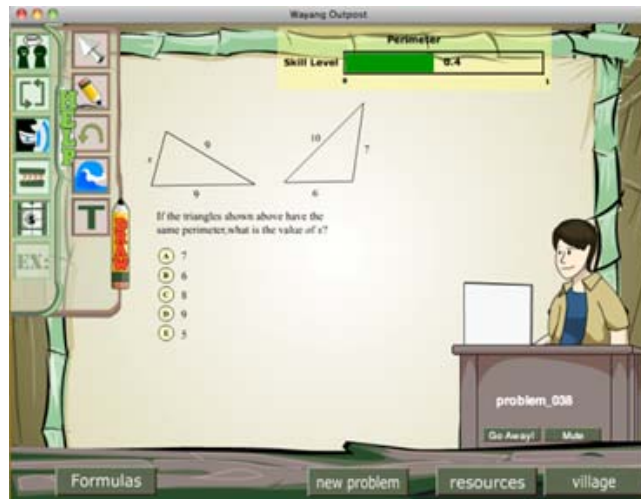 Wayang Outpost
Perimeter
Skill Level
0.4
0
1
x
9
9
10
7
6
If the triangles shown above have the
same perimeter,what is the value of x?
A 7
B 6
C 8
D 9
E 5
T
EX:
problem_038
Go Away!
Mute
Formulas
new problem
resources
village